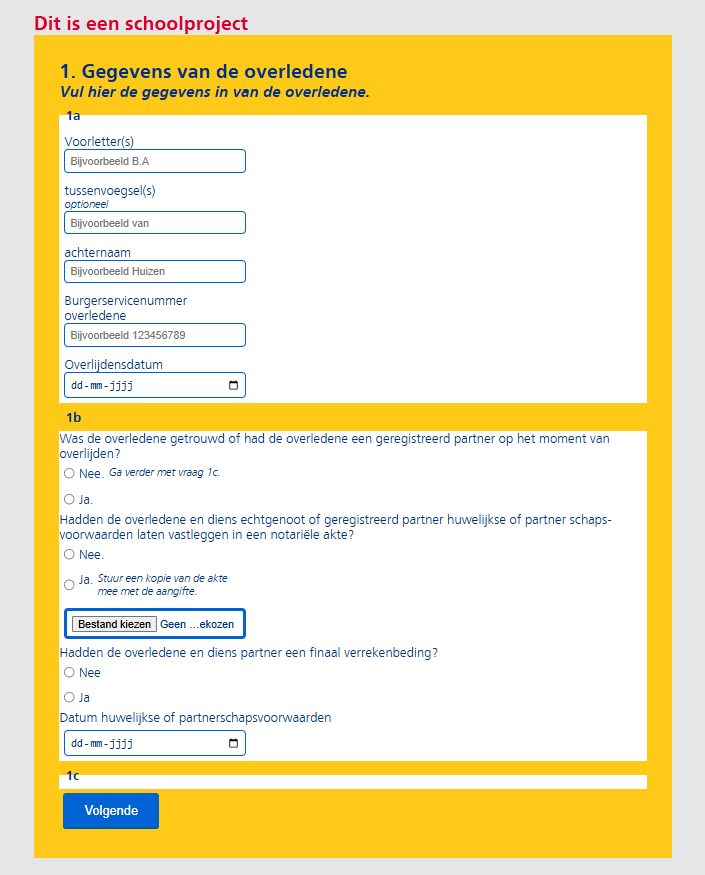 Dit is een schoolproject
1. Gegevens van de overledene
Vul hier de gegevens in van de overledene.
1a
Voorletter(s)
Bijvoorbeeld B.A
tussenvoegsel(s)
optioneel
Bijvoorbeeld van
achternaam
Bijvoorbeeld Huizen
Burgerservicenummer
overledene
Bijvoorbeeld 123456789
Overlijdensdatum
dd-mm-jjjj
1b
Was de overledene getrouwd of had de overledene een geregistreerd partner op het moment van
overlijden?
Nee. Ga verder met vraag 1c.
Ja.
Hadden de overledene en diens echtgenoot of geregistreerd partner huwelijkse of partner schaps-
voorwaarden laten vastleggen in een notariële akte?
Nee.
Ja. Stuur een kopie van de akte
mee met de aangifte.
Bestand kiezen Geen ...ekozen
Hadden de overledene en diens partner een finaal verrekenbeding?
Nee
Ja
Datum huwelijkse of partnerschapsvoorwaarden
dd-mm-jjjj
1c
Volgende